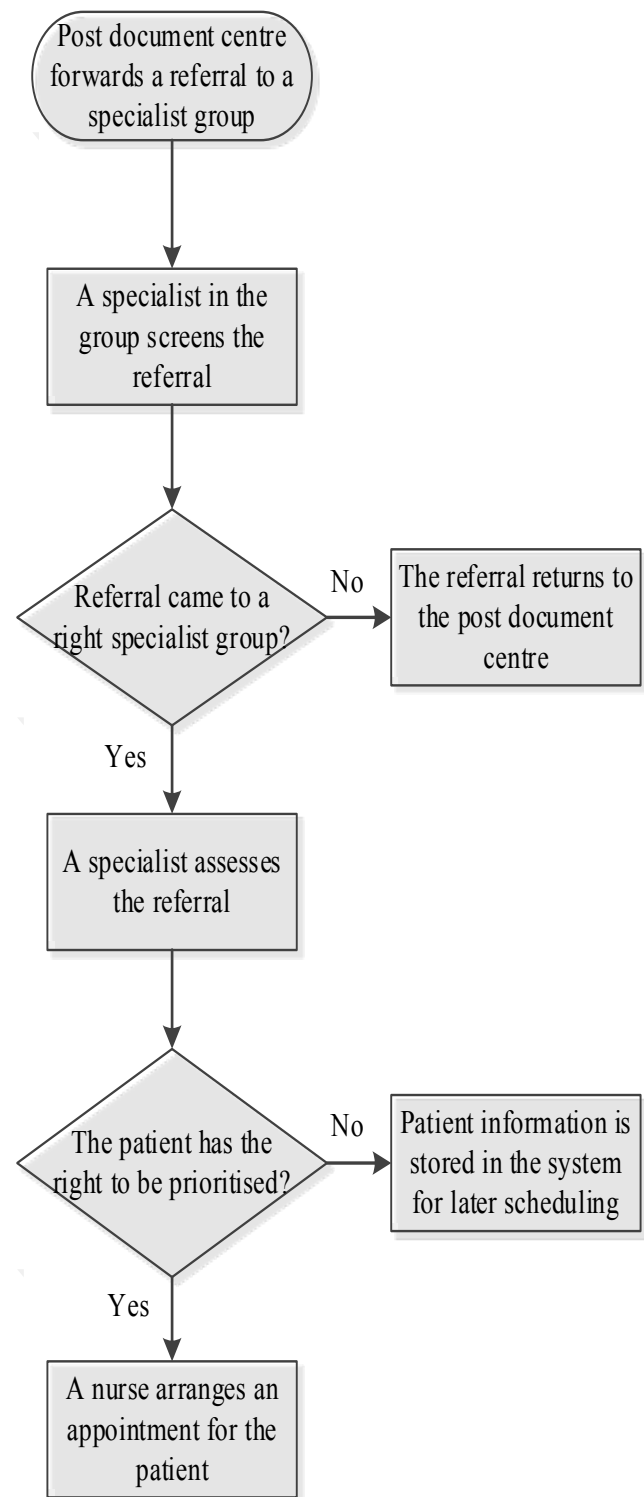 Post document centre
forwards a referral to a
specialist group
A specialist in the
group screens the
referral
Referral came to a
right specialist group?
No
The referral returns to
the post document
centre
Yes
A specialist assesses
the referral
The patient has the
right to be prioritised?
No
Patient information is
stored in the system
for later scheduling
Yes
A nurse arranges an
appointment for the
patient